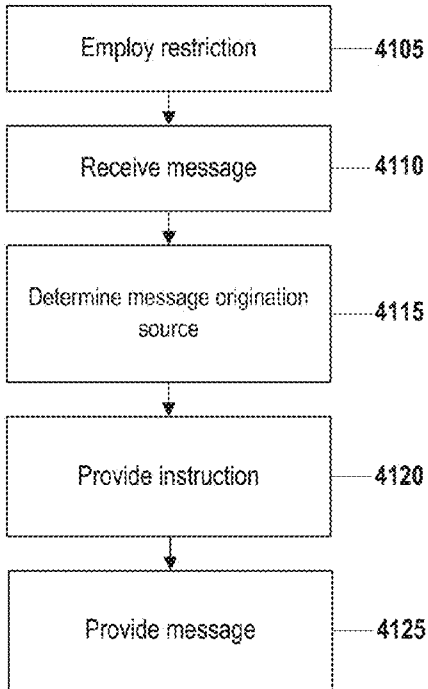 Employ restriction 4105
Receive message 4110
Determine message origination
source 4115
Provide instruction 4120
Provide message 4125